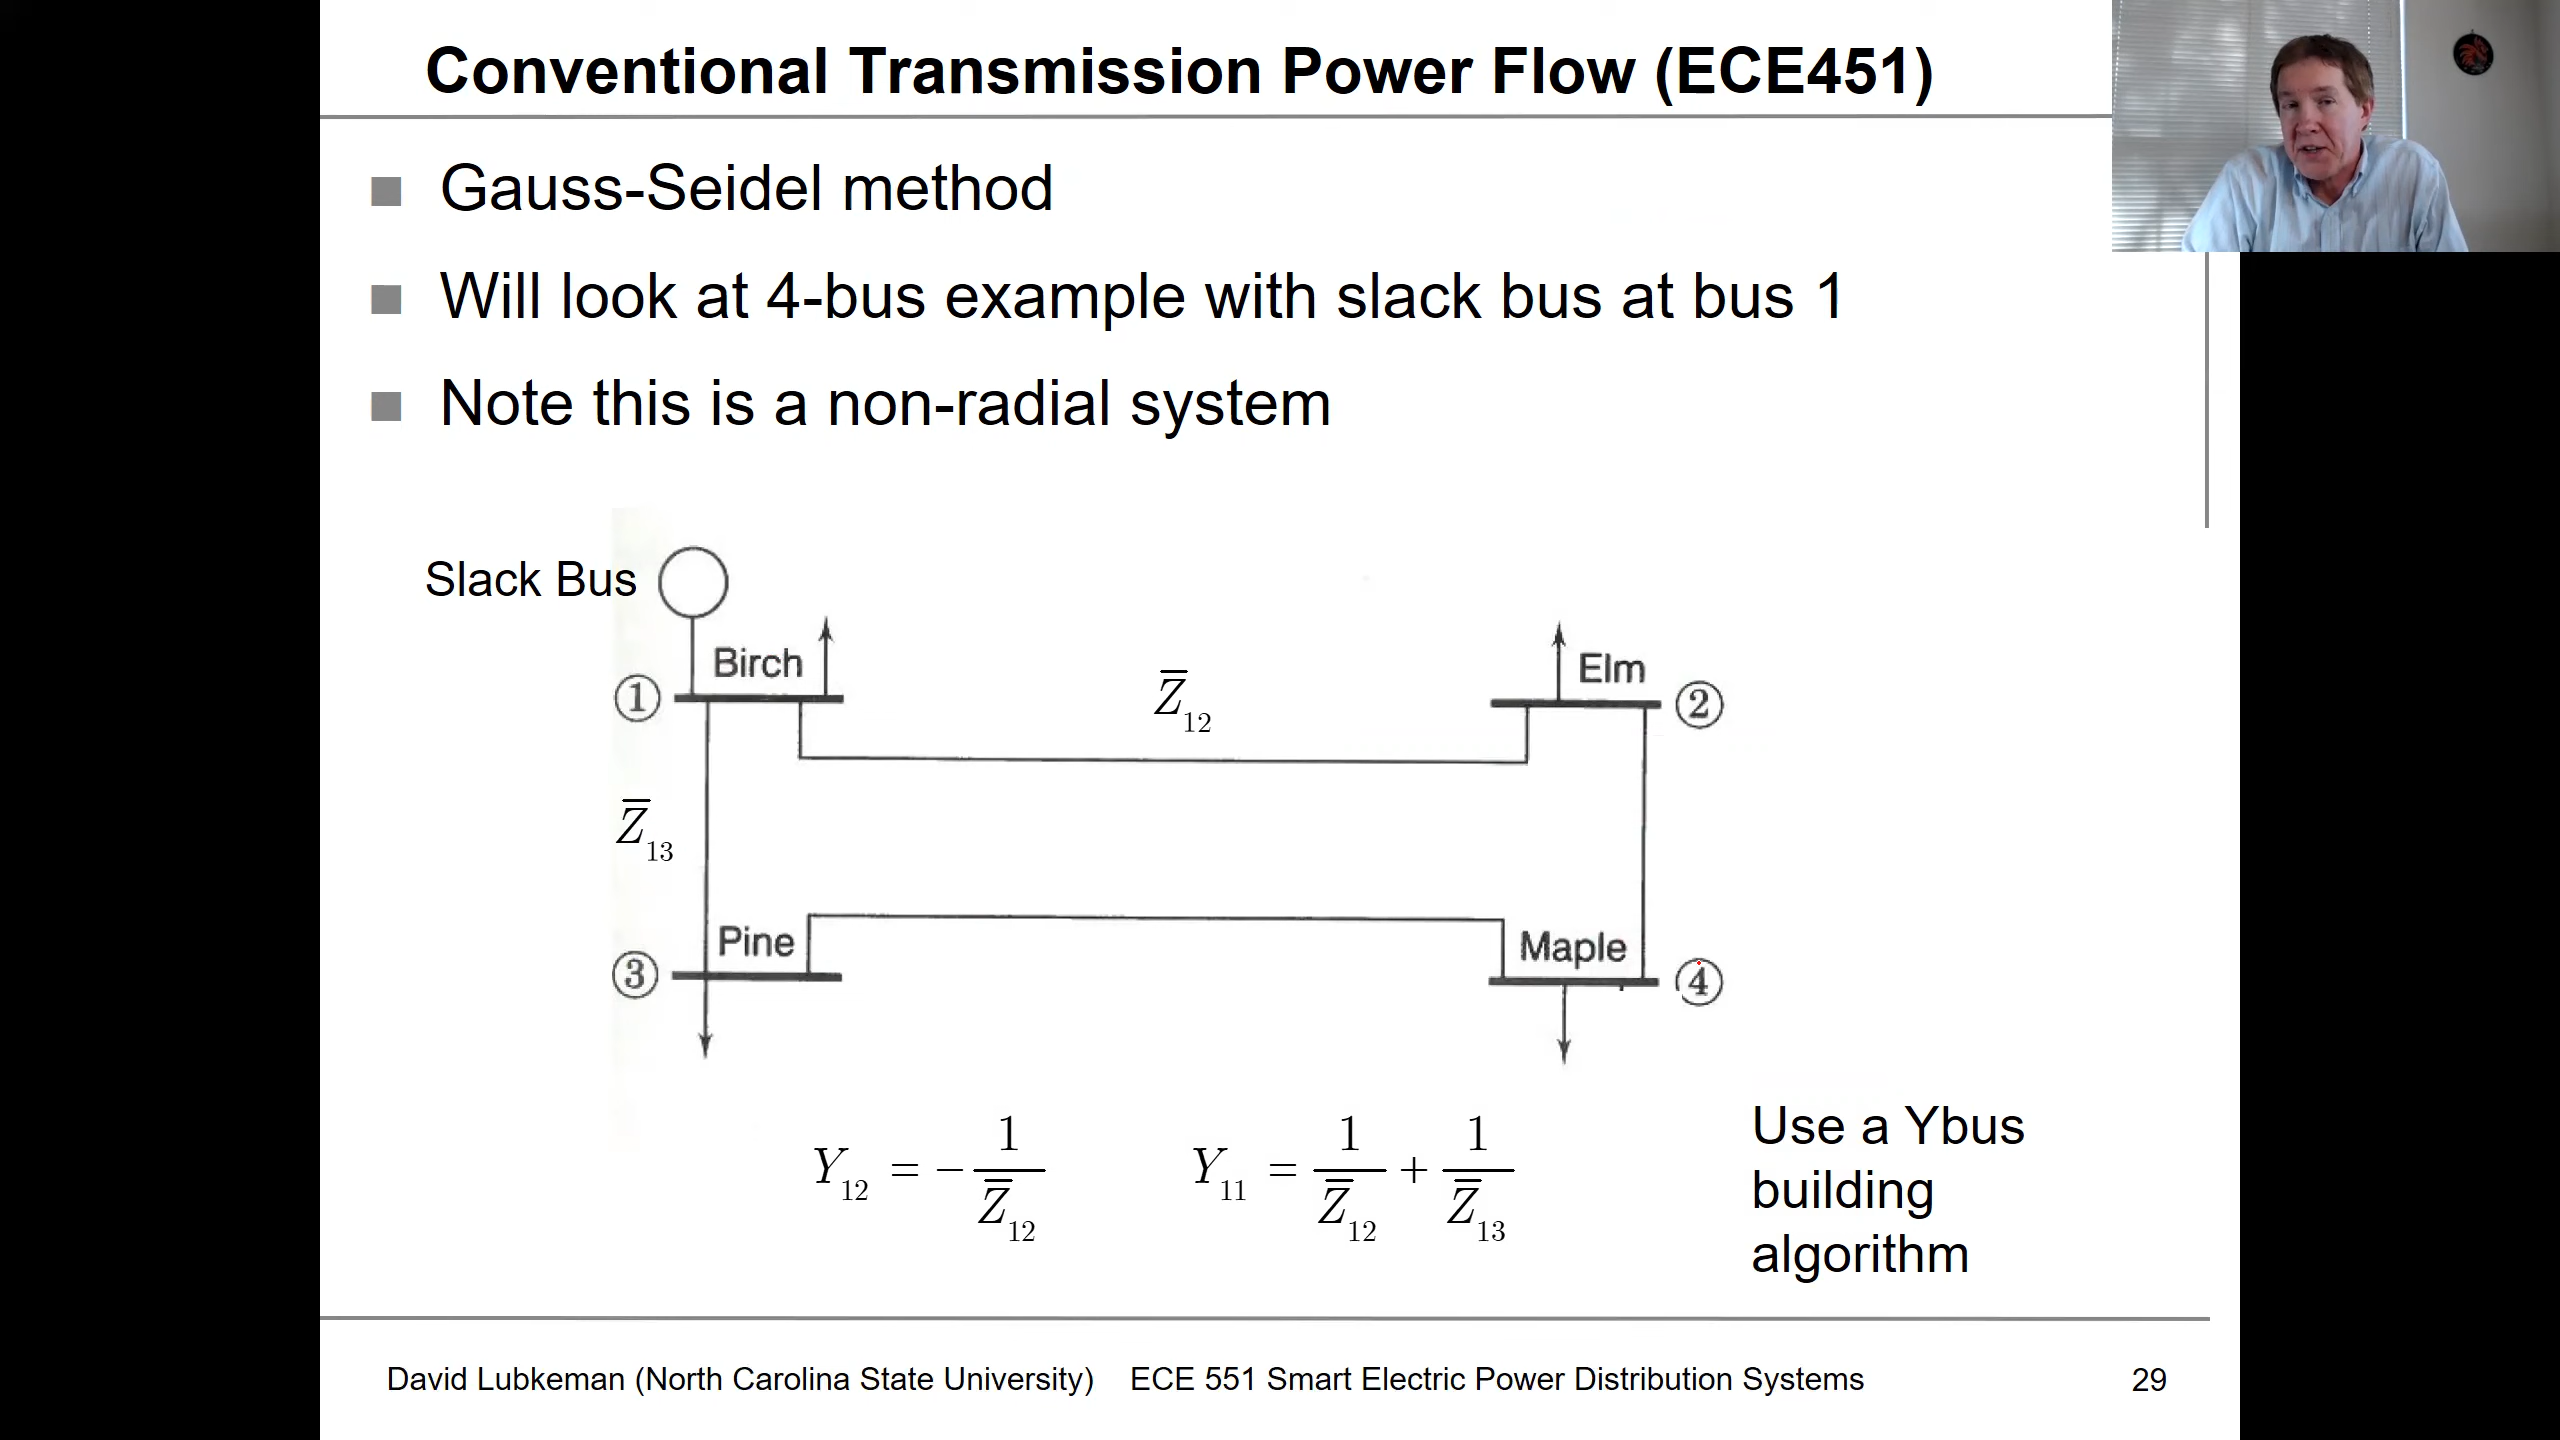 Conventional Transmission Power Flow (ECE451)
Gauss-Seidel method
Will look at 4-bus example with slack bus at bus 1
Note this is a non-radial system
Slack Bus
Birch
Elm
①
②
Z̅₁₂
Z̅₁₃
Pine
Maple
③
④
Y₁₂ = − 1/Z̅₁₂
Y₁₁ = 1/Z̅₁₂ + 1/Z̅₁₃
Use a Ybus
building
algorithm
David Lubkeman (North Carolina State University) ECE 551 Smart Electric Power Distribution Systems 29